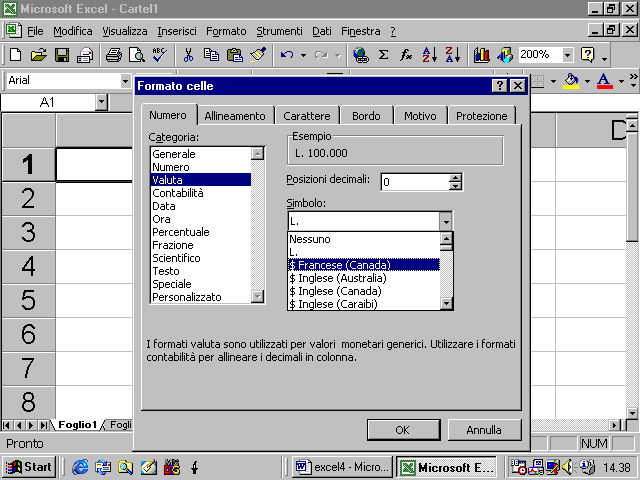 Microsoft Excel - Cartel1
File Modifica Visualizza Inserisci Formato Strumenti Dati Finestra ?
200%
Arial
A1
D
1
2
3
4
5
6
7
8
Formato celle
Numero Allineamento Carattere Bordo Motivo Protezione
Categoria:
Generale
Numero
Valuta
Contabilità
Data
Ora
Percentuale
Frazione
Scientifico
Testo
Speciale
Personalizzato
Esempio
L. 100.000
Posizioni decimali: 0
Simbolo:
L.
Nessuno
L.
$ Francese (Canada)
$ Inglese (Australia)
$ Inglese (Canada)
$ Inglese (Caraibi)
I formati valuta sono utilizzati per valori monetari generici. Utilizzare i formati
contabilità per allineare i decimali in colonna.
OK Annulla
Foglio1 Fogli
Pronto NUM
Start excel4 - Micro... Microsoft E... 14.38